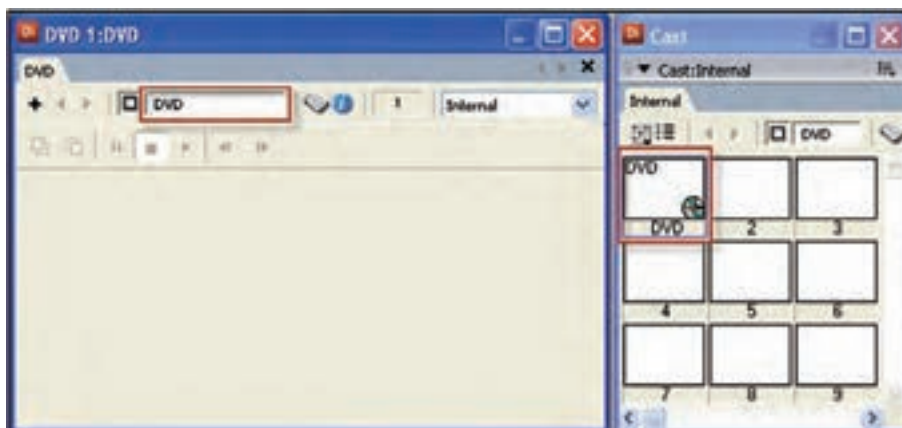 DVD 1:DVD
DVD
DVD
1
Internal
Cast
Cast:Internal
Internal
DVD
DVD
DVD
2
3
4
5
6
7
8
9